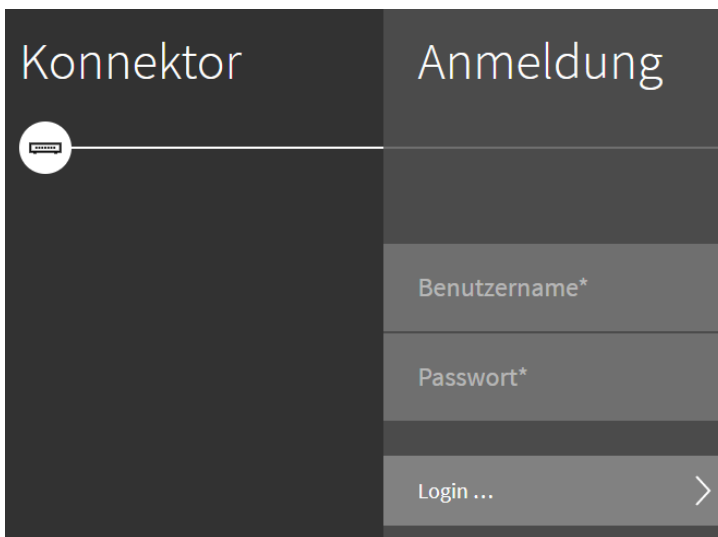 Konnektor
Anmeldung
Benutzername*
Passwort*
Login ...